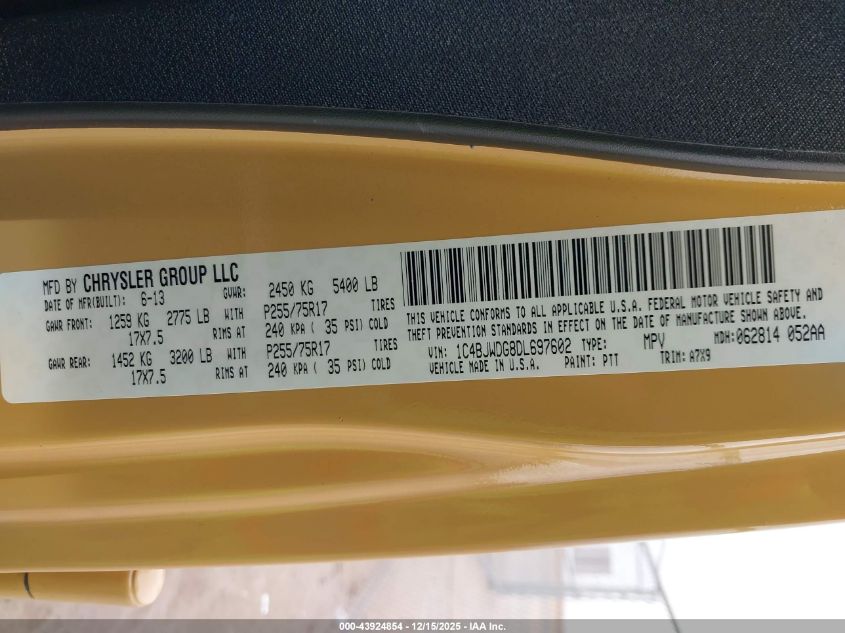 MFD BY CHRYSLER GROUP LLC
DATE OF MFR(BUILT): 6-13 GVWR: 2450 KG 5400 LB
GAWR FRONT: 1259 KG 2775 LB WITH P255/75R17 TIRES
17X7.5 RIMS AT 240 KPA ( 35 PSI) COLD
GAWR REAR: 1452 KG 3200 LB WITH P255/75R17 TIRES
17X7.5 RIMS AT 240 KPA ( 35 PSI) COLD
THIS VEHICLE CONFORMS TO ALL APPLICABLE U.S.A. FEDERAL MOTOR VEHICLE SAFETY AND
THEFT PREVENTION STANDARDS IN EFFECT ON THE DATE OF MANUFACTURE SHOWN ABOVE.
VIN: 1C4BJWDG8DL697602 TYPE: MPV MDH: 062814 052AA
VEHICLE MADE IN U.S.A. PAINT: PTT TRIM: A7X9
000-43924854 - 12/15/2025 - IAA Inc.